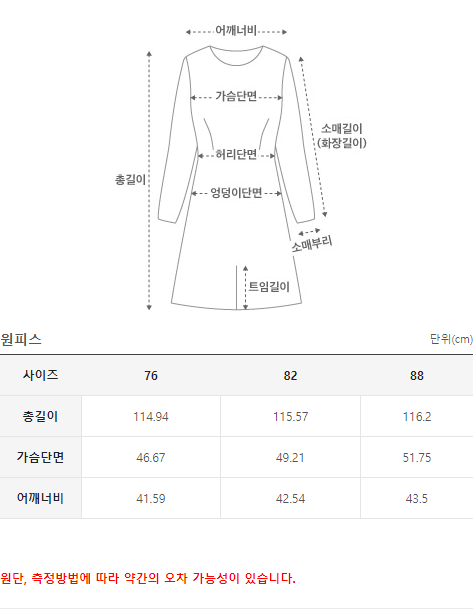 어깨너비
가슴단면
소매길이
(화장길이)
허리단면
총길이
엉덩이단면
소매부리
트임길이
원피스 단위(cm)
사이즈 76 82 88
총길이 114.94 115.57 116.2
가슴단면 46.67 49.21 51.75
어깨너비 41.59 42.54 43.5
원단, 측정방법에 따라 약간의 오차 가능성이 있습니다.